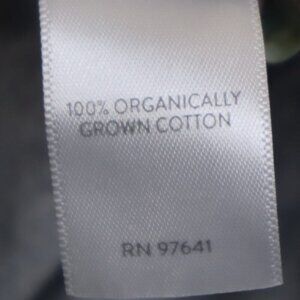 100% ORGANICALLY
GROWN COTTON
RN 97641